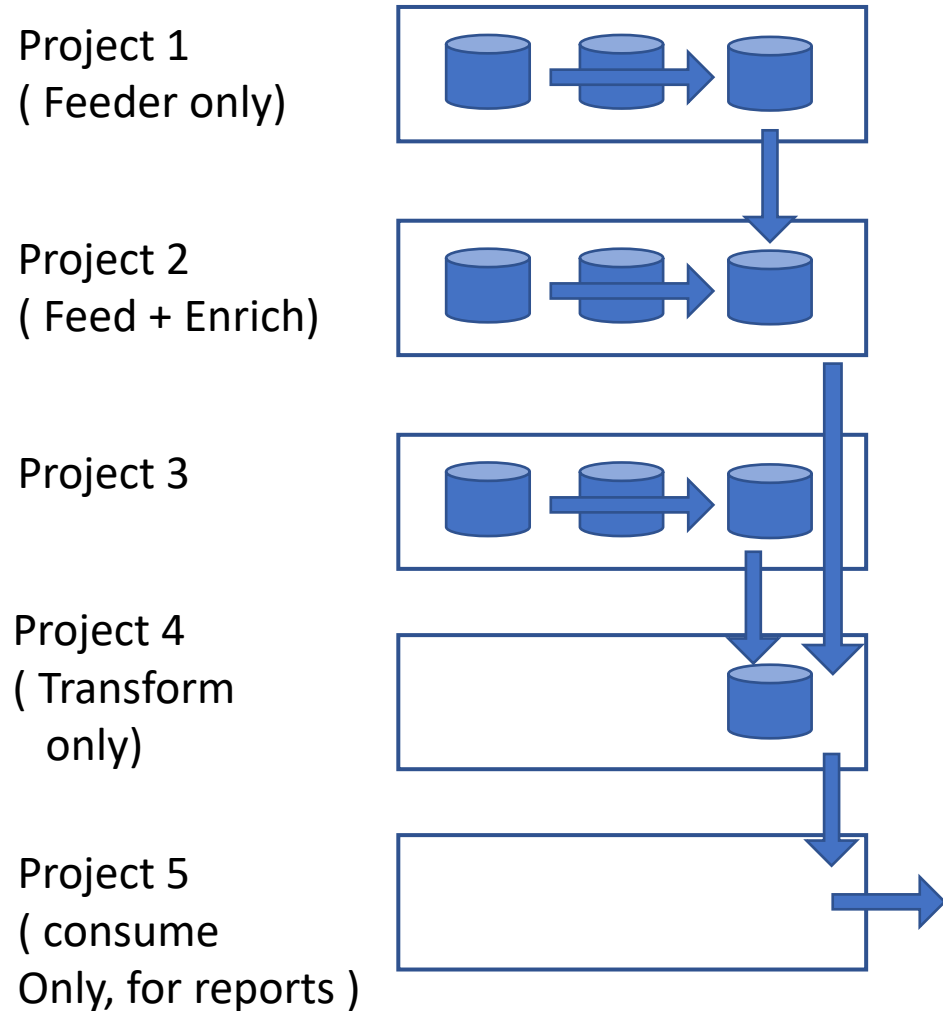 Project 1
( Feeder only)
Project 2
( Feed + Enrich)
Project 3
Project 4
( Transform
only)
Project 5
( consume
Only, for reports )